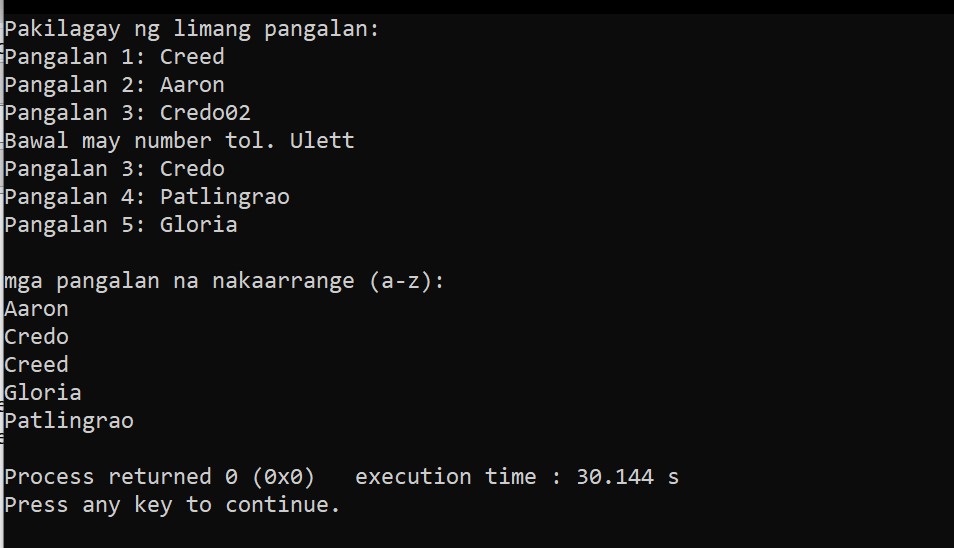 Pakilagay ng limang pangalan:
Pangalan 1: Creed
Pangalan 2: Aaron
Pangalan 3: Credo02
Bawal may number tol. Ulett
Pangalan 3: Credo
Pangalan 4: Patlingrao
Pangalan 5: Gloria
mga pangalan na nakaarrange (a-z):
Aaron
Credo
Creed
Gloria
Patlingrao
Process returned 0 (0x0)   execution time : 30.144 s
Press any key to continue.